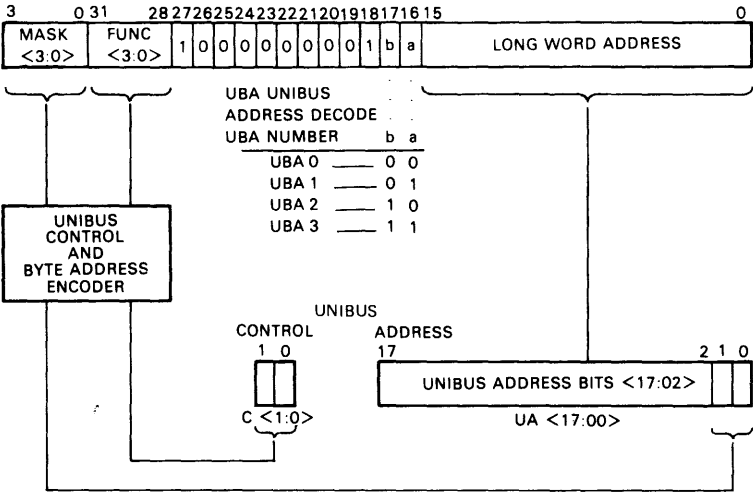 3 0 31 28 27 26 25 24 23 22 21 20 19 18 17 16 15 0
MASK <3:0> FUNC <3:0> 1 0 0 0 0 0 0 0 0 1 b a LONG WORD ADDRESS
UBA UNIBUS
ADDRESS DECODE
UBA NUMBER b a
UBA 0 0 0
UBA 1 0 1
UBA 2 1 0
UBA 3 1 1
UNIBUS
CONTROL
AND
BYTE ADDRESS
ENCODER
UNIBUS
CONTROL ADDRESS
1 0 17 2 1 0
UNIBUS ADDRESS BITS <17:02>
C <1:0> UA <17:00>